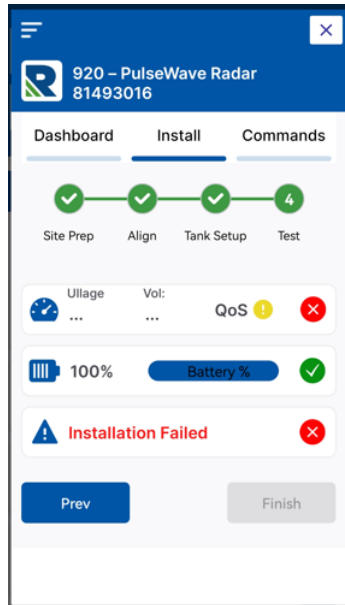 920 – PulseWave Radar
81493016
Dashboard Install Commands
4
Site Prep Align Tank Setup Test
Ullage Vol:
... ... QoS
100% Battery %
Installation Failed
Prev Finish